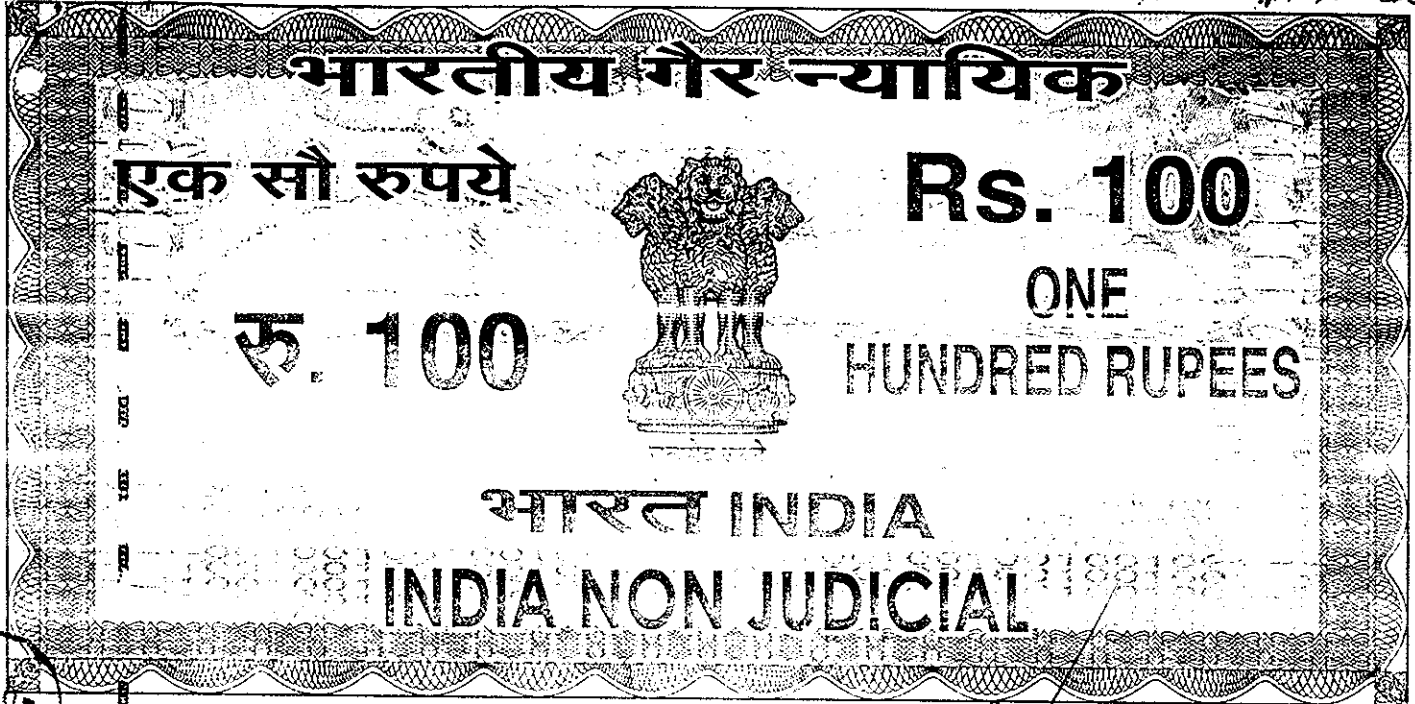 भारतीय गैर न्यायिक
एक सौ रुपये
Rs. 100
रु. 100
ONE
HUNDRED RUPEES
भारत INDIA
INDIA NON JUDICIAL